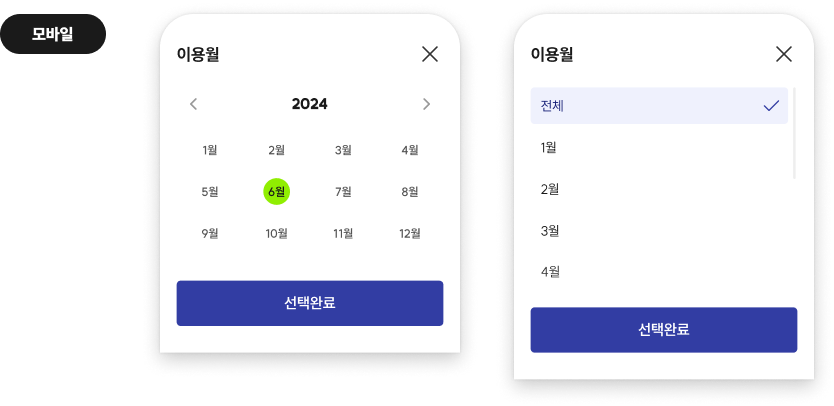 모바일
이용월
2024
1월 2월 3월 4월
5월 6월 7월 8월
9월 10월 11월 12월
선택완료
이용월
전체
1월
2월
3월
4월
선택완료